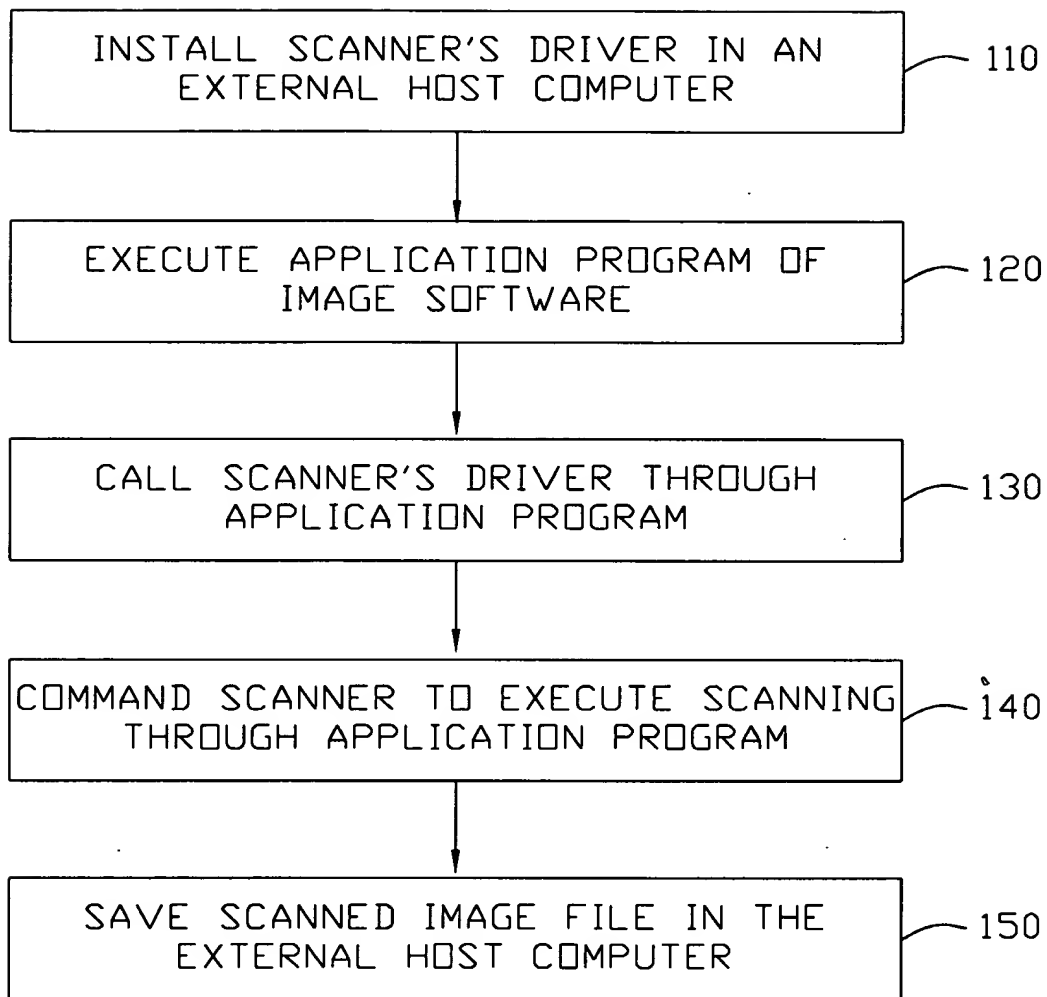 INSTALL SCANNER'S DRIVER IN AN
EXTERNAL HOST COMPUTER
110
EXECUTE APPLICATION PROGRAM OF
IMAGE SOFTWARE
120
CALL SCANNER'S DRIVER THROUGH
APPLICATION PROGRAM
130
COMMAND SCANNER TO EXECUTE SCANNING
THROUGH APPLICATION PROGRAM
140
SAVE SCANNED IMAGE FILE IN THE
EXTERNAL HOST COMPUTER
150